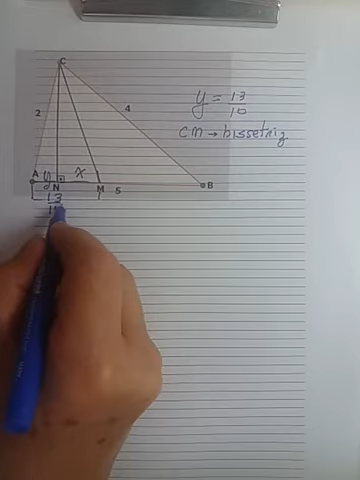 C
2
4
y = 13/10
CM → bissetriz
A y x
N M 5 B
13